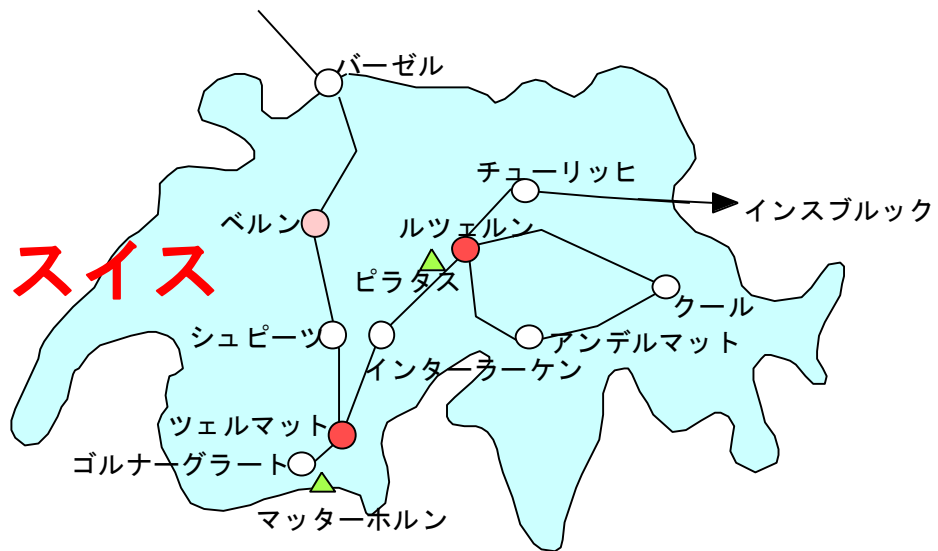 バーゼル
チューリッヒ
インスブルック
ベルン
ルツェルン
スイス
ピラタス
クール
シュピーツ
アンデルマット
インターラーケン
ツェルマット
ゴルナーグラート
マッターホルン